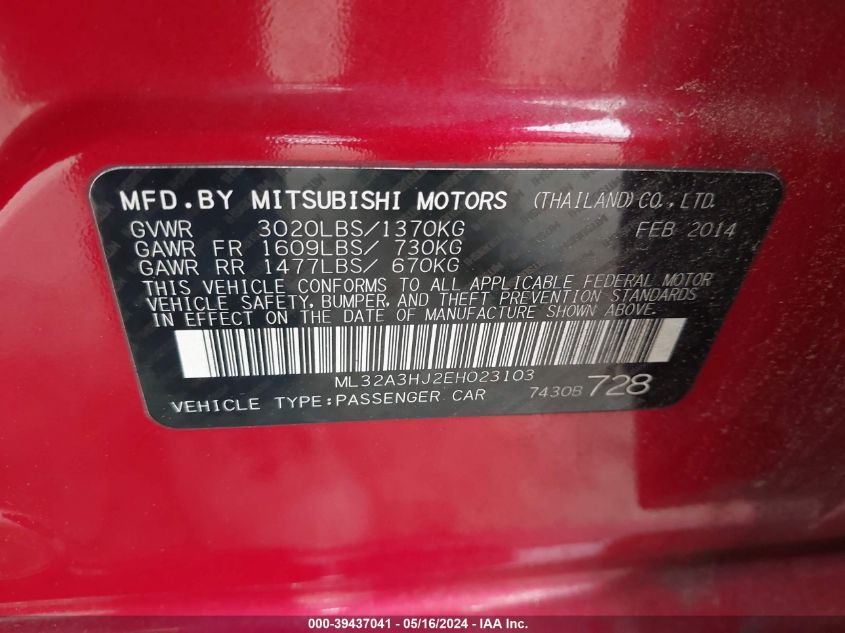 MFD.BY MITSUBISHI MOTORS (THAILAND)CO.,LTD.
GVWR 3020LBS/1370KG FEB 2014
GAWR FR 1609LBS/ 730KG
GAWR RR 1477LBS/ 670KG
THIS VEHICLE CONFORMS TO ALL APPLICABLE FEDERAL MOTOR
VEHICLE SAFETY, BUMPER, AND THEFT PREVENTION STANDARDS
IN EFFECT ON THE DATE OF MANUFACTURE SHOWN ABOVE.
ML32A3HJ2EH023103
VEHICLE TYPE:PASSENGER CAR 7430B 728
000-39437041 - 05/16/2024 - IAA Inc.